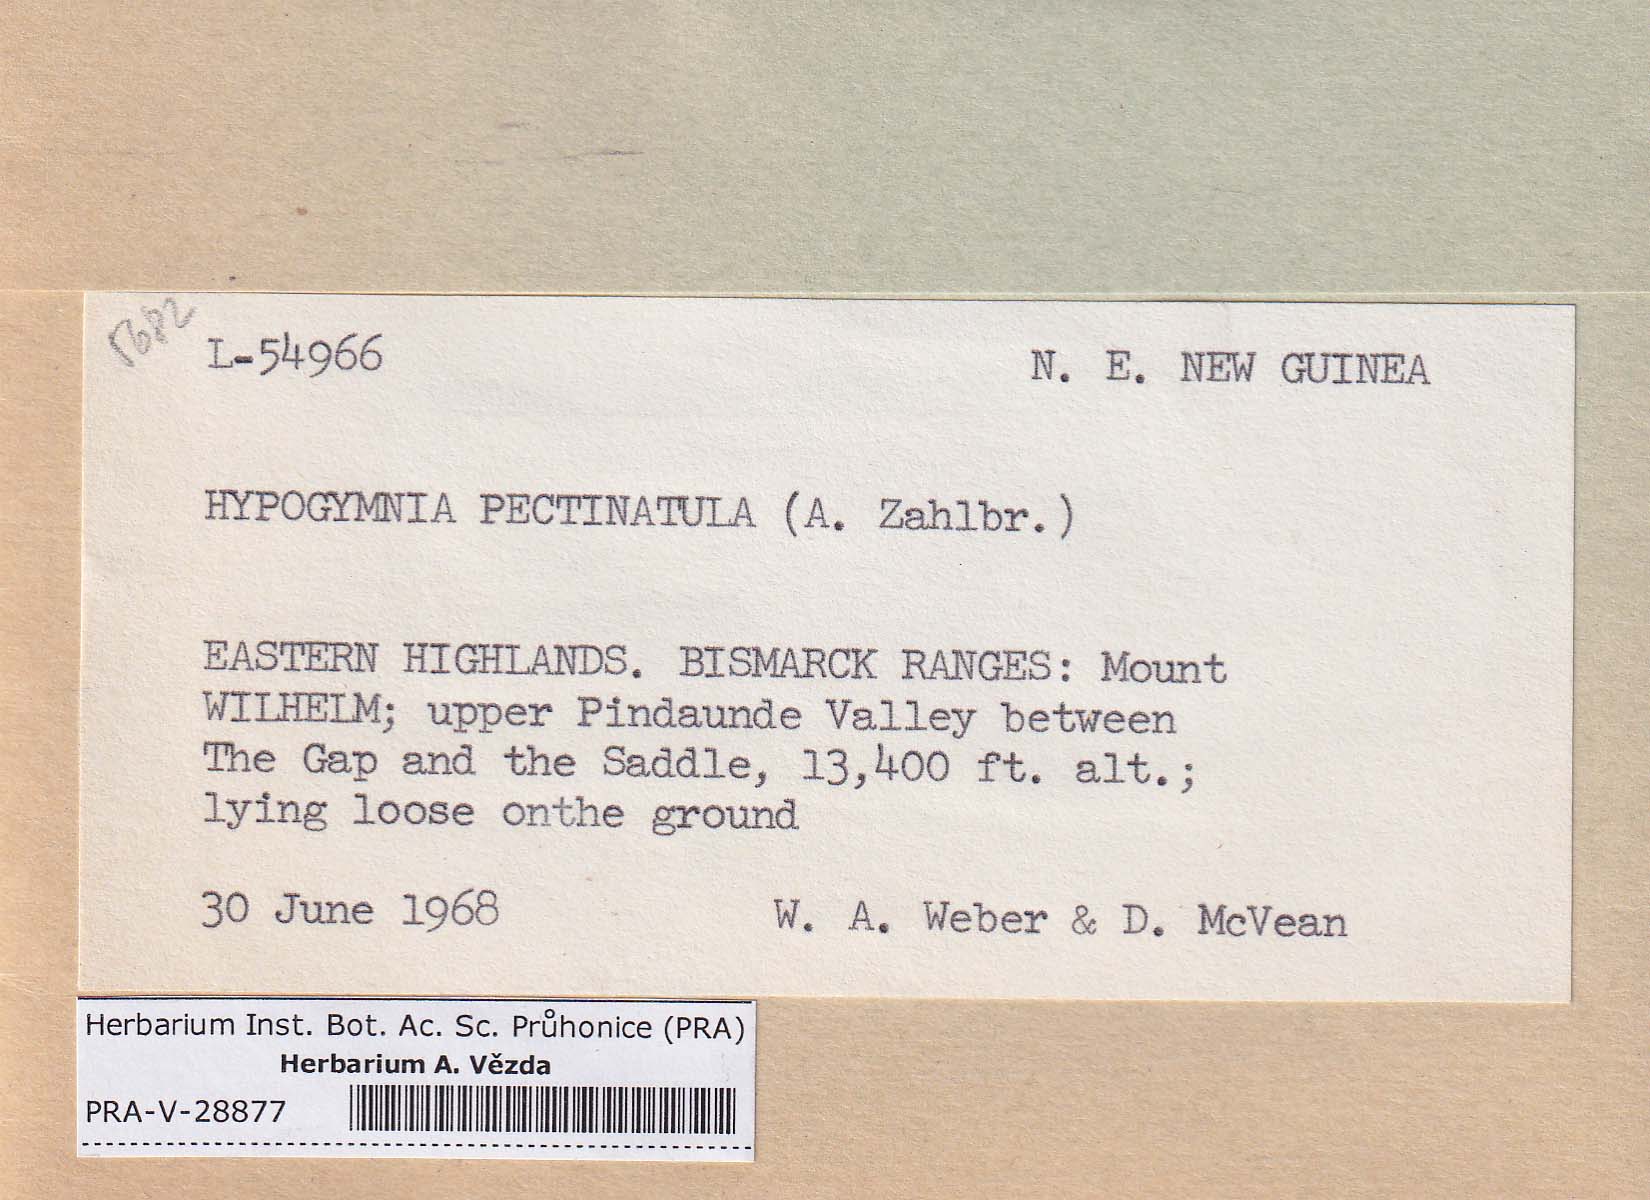 5682
L-54966 N. E. NEW GUINEA
HYPOGYMNIA PECTINATULA (A. Zahlbr.)
EASTERN HIGHLANDS. BISMARCK RANGES: Mount
WILHELM; upper Pindaunde Valley between
The Gap and the Saddle, 13,400 ft. alt.;
lying loose onthe ground
30 June 1968 W. A. Weber & D. McVean
Herbarium Inst. Bot. Ac. Sc. Průhonice (PRA)
Herbarium A. Vězda
PRA-V-28877